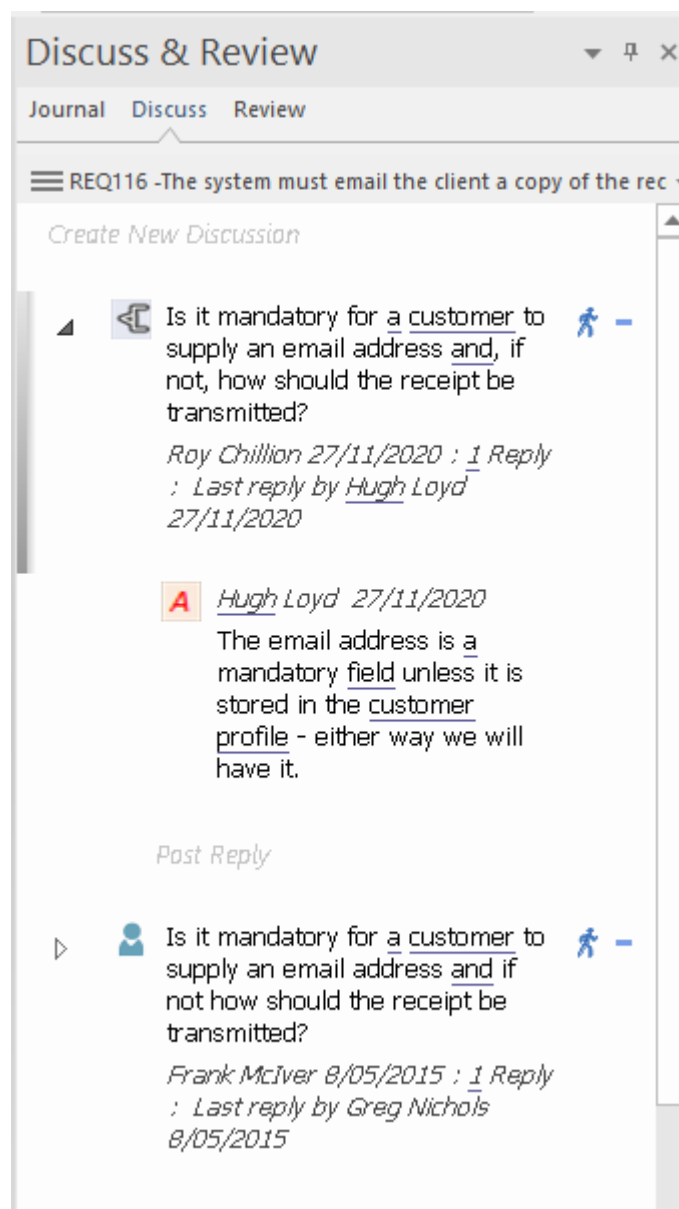 Discuss & Review
Journal Discuss Review
REQ116 -The system must email the client a copy of the rec
Create New Discussion
Is it mandatory for a customer to
supply an email address and, if
not, how should the receipt be
transmitted?
Roy Chillion 27/11/2020 : 1 Reply
: Last reply by Hugh Loyd
27/11/2020
A Hugh Loyd 27/11/2020
The email address is a
mandatory field unless it is
stored in the customer
profile - either way we will
have it.
Post Reply
Is it mandatory for a customer to
supply an email address and if
not how should the receipt be
transmitted?
Frank McIver 8/05/2015 : 1 Reply
: Last reply by Greg Nichols
8/05/2015